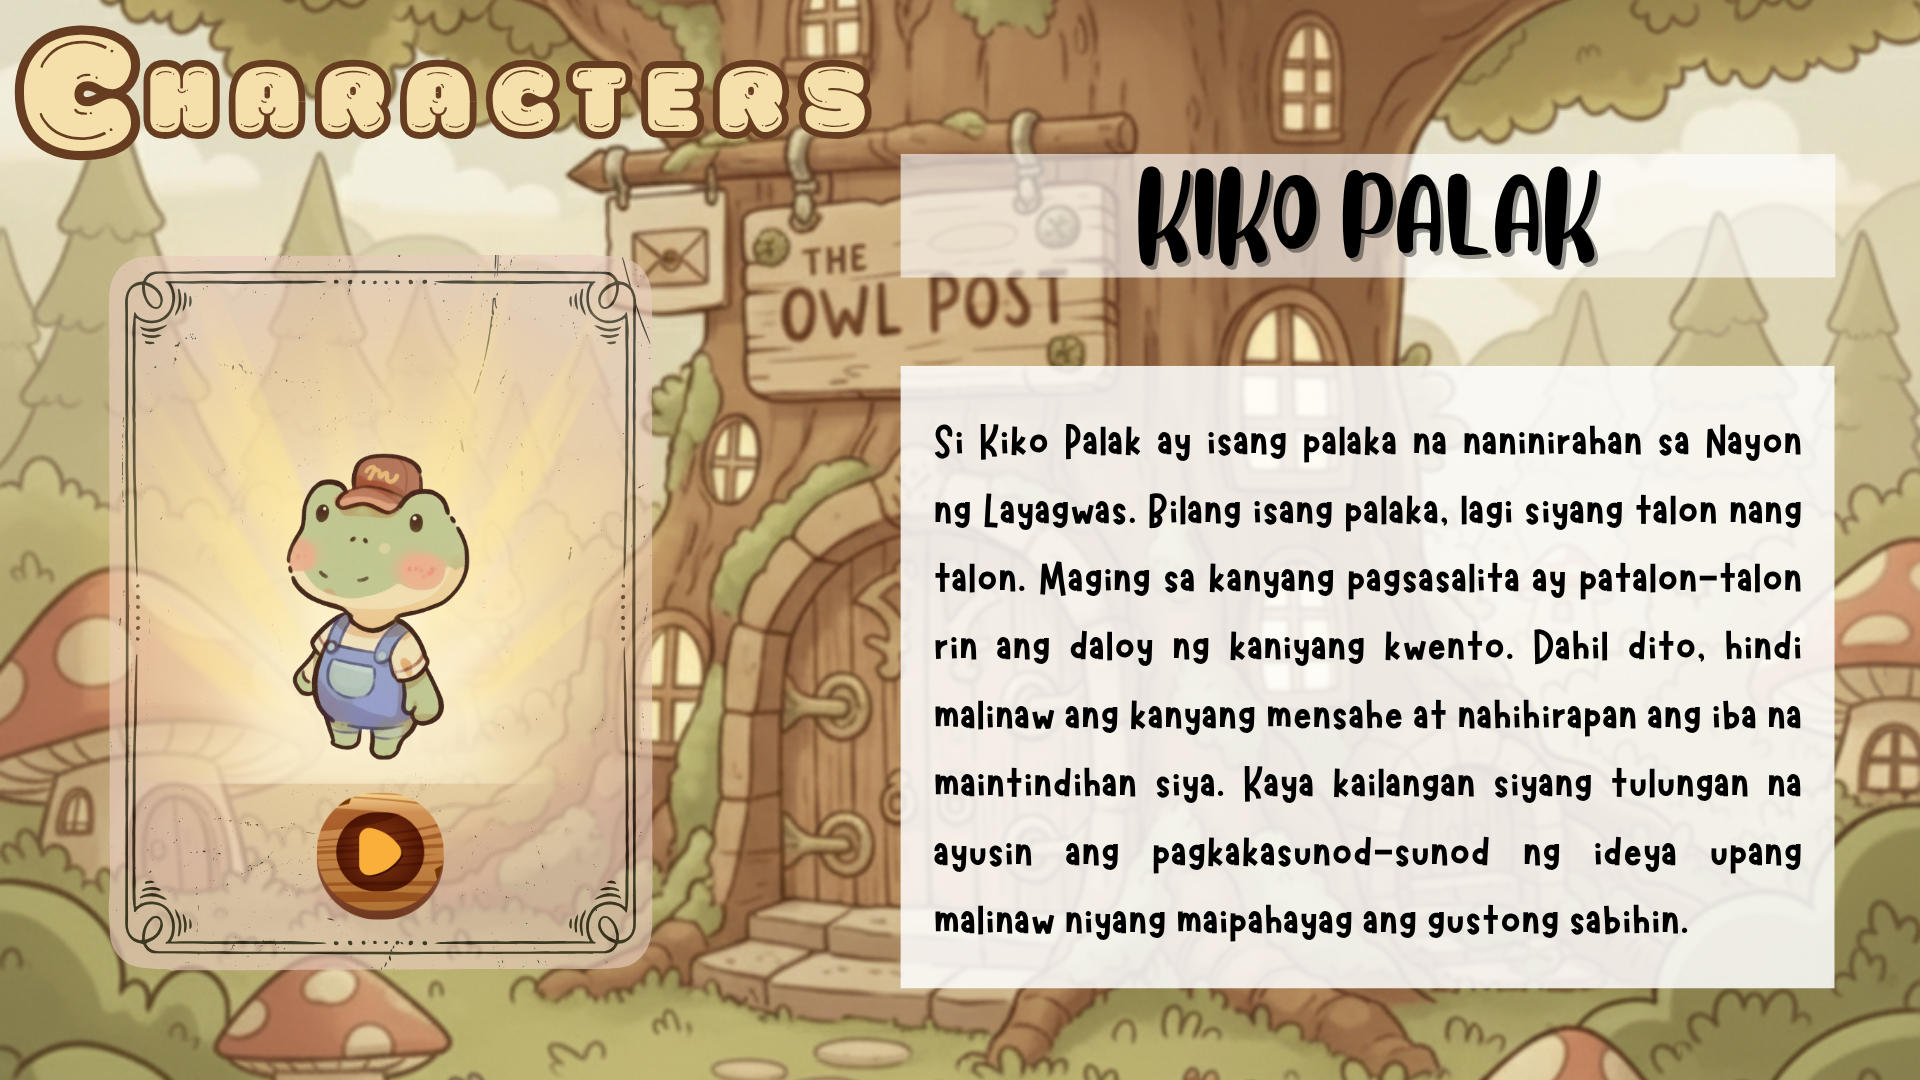 CHARACTERS
THE
OWL POST
KIKO PALAK
m
Si Kiko Palak ay isang palaka na naninirahan sa Nayon
ng Layagwas. Bilang isang palaka, lagi siyang talon nang
talon. Maging sa kanyang pagsasalita ay patalon-talon
rin ang daloy ng kaniyang kwento. Dahil dito, hindi
malinaw ang kanyang mensahe at nahihirapan ang iba na
maintindihan siya. Kaya kailangan siyang tulungan na
ayusin ang pagkakasunod-sunod ng ideya upang
malinaw niyang maipahayag ang gustong sabihin.